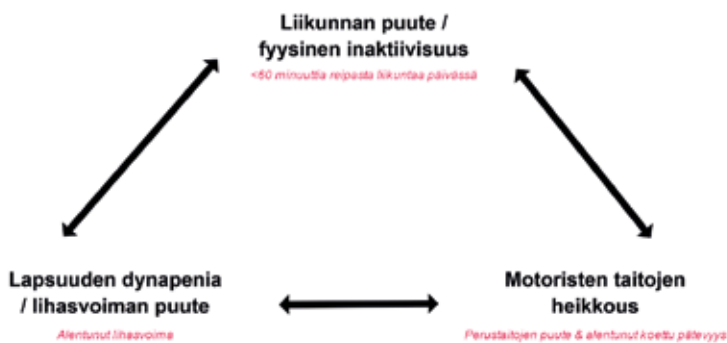 Liikunnan puute /
fyysinen inaktiivisuus
<60 minuuttia reipasta liikuntaa päivässä
Lapsuuden dynapenia
/ lihasvoiman puute
Alentunut lihasvoima
Motoristen taitojen
heikkous
Perustaitojen puute & alentunut koettu pätevyys